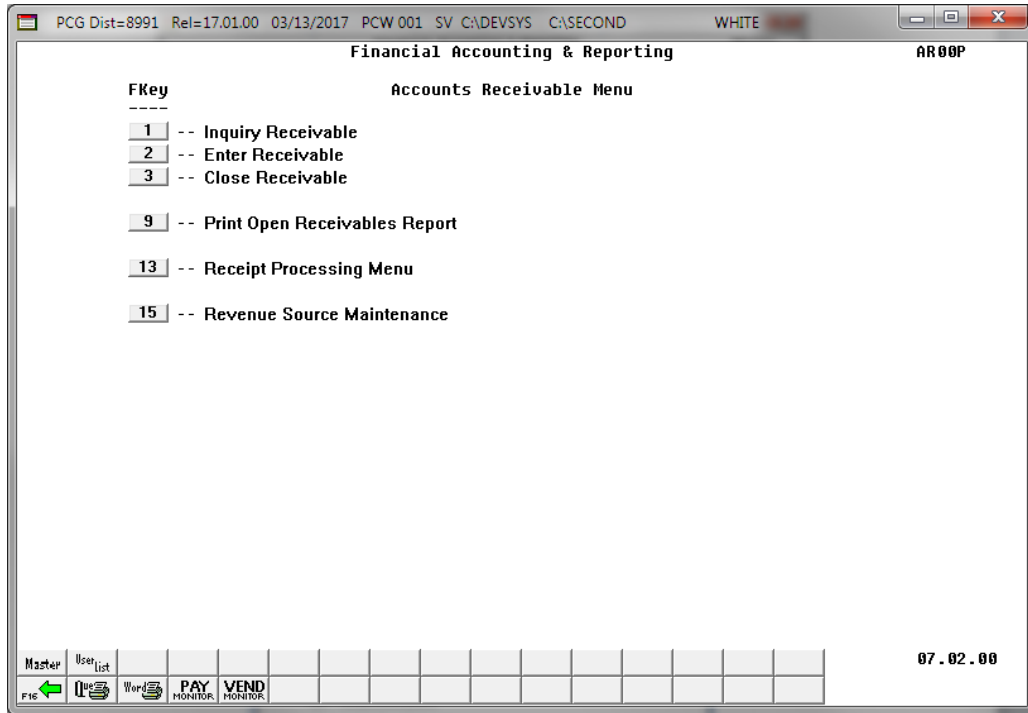 PCG Dist=8991 Rel=17.01.00 03/13/2017 PCW 001 SV C:\DEVSYS C:\SECOND WHITE
Financial Accounting & Reporting AR00P
FKey Accounts Receivable Menu
----
1 -- Inquiry Receivable
2 -- Enter Receivable
3 -- Close Receivable
9 -- Print Open Receivables Report
13 -- Receipt Processing Menu
15 -- Revenue Source Maintenance
Master User List 07.02.00
F16 Que Word PAY MONITOR VEND MONITOR